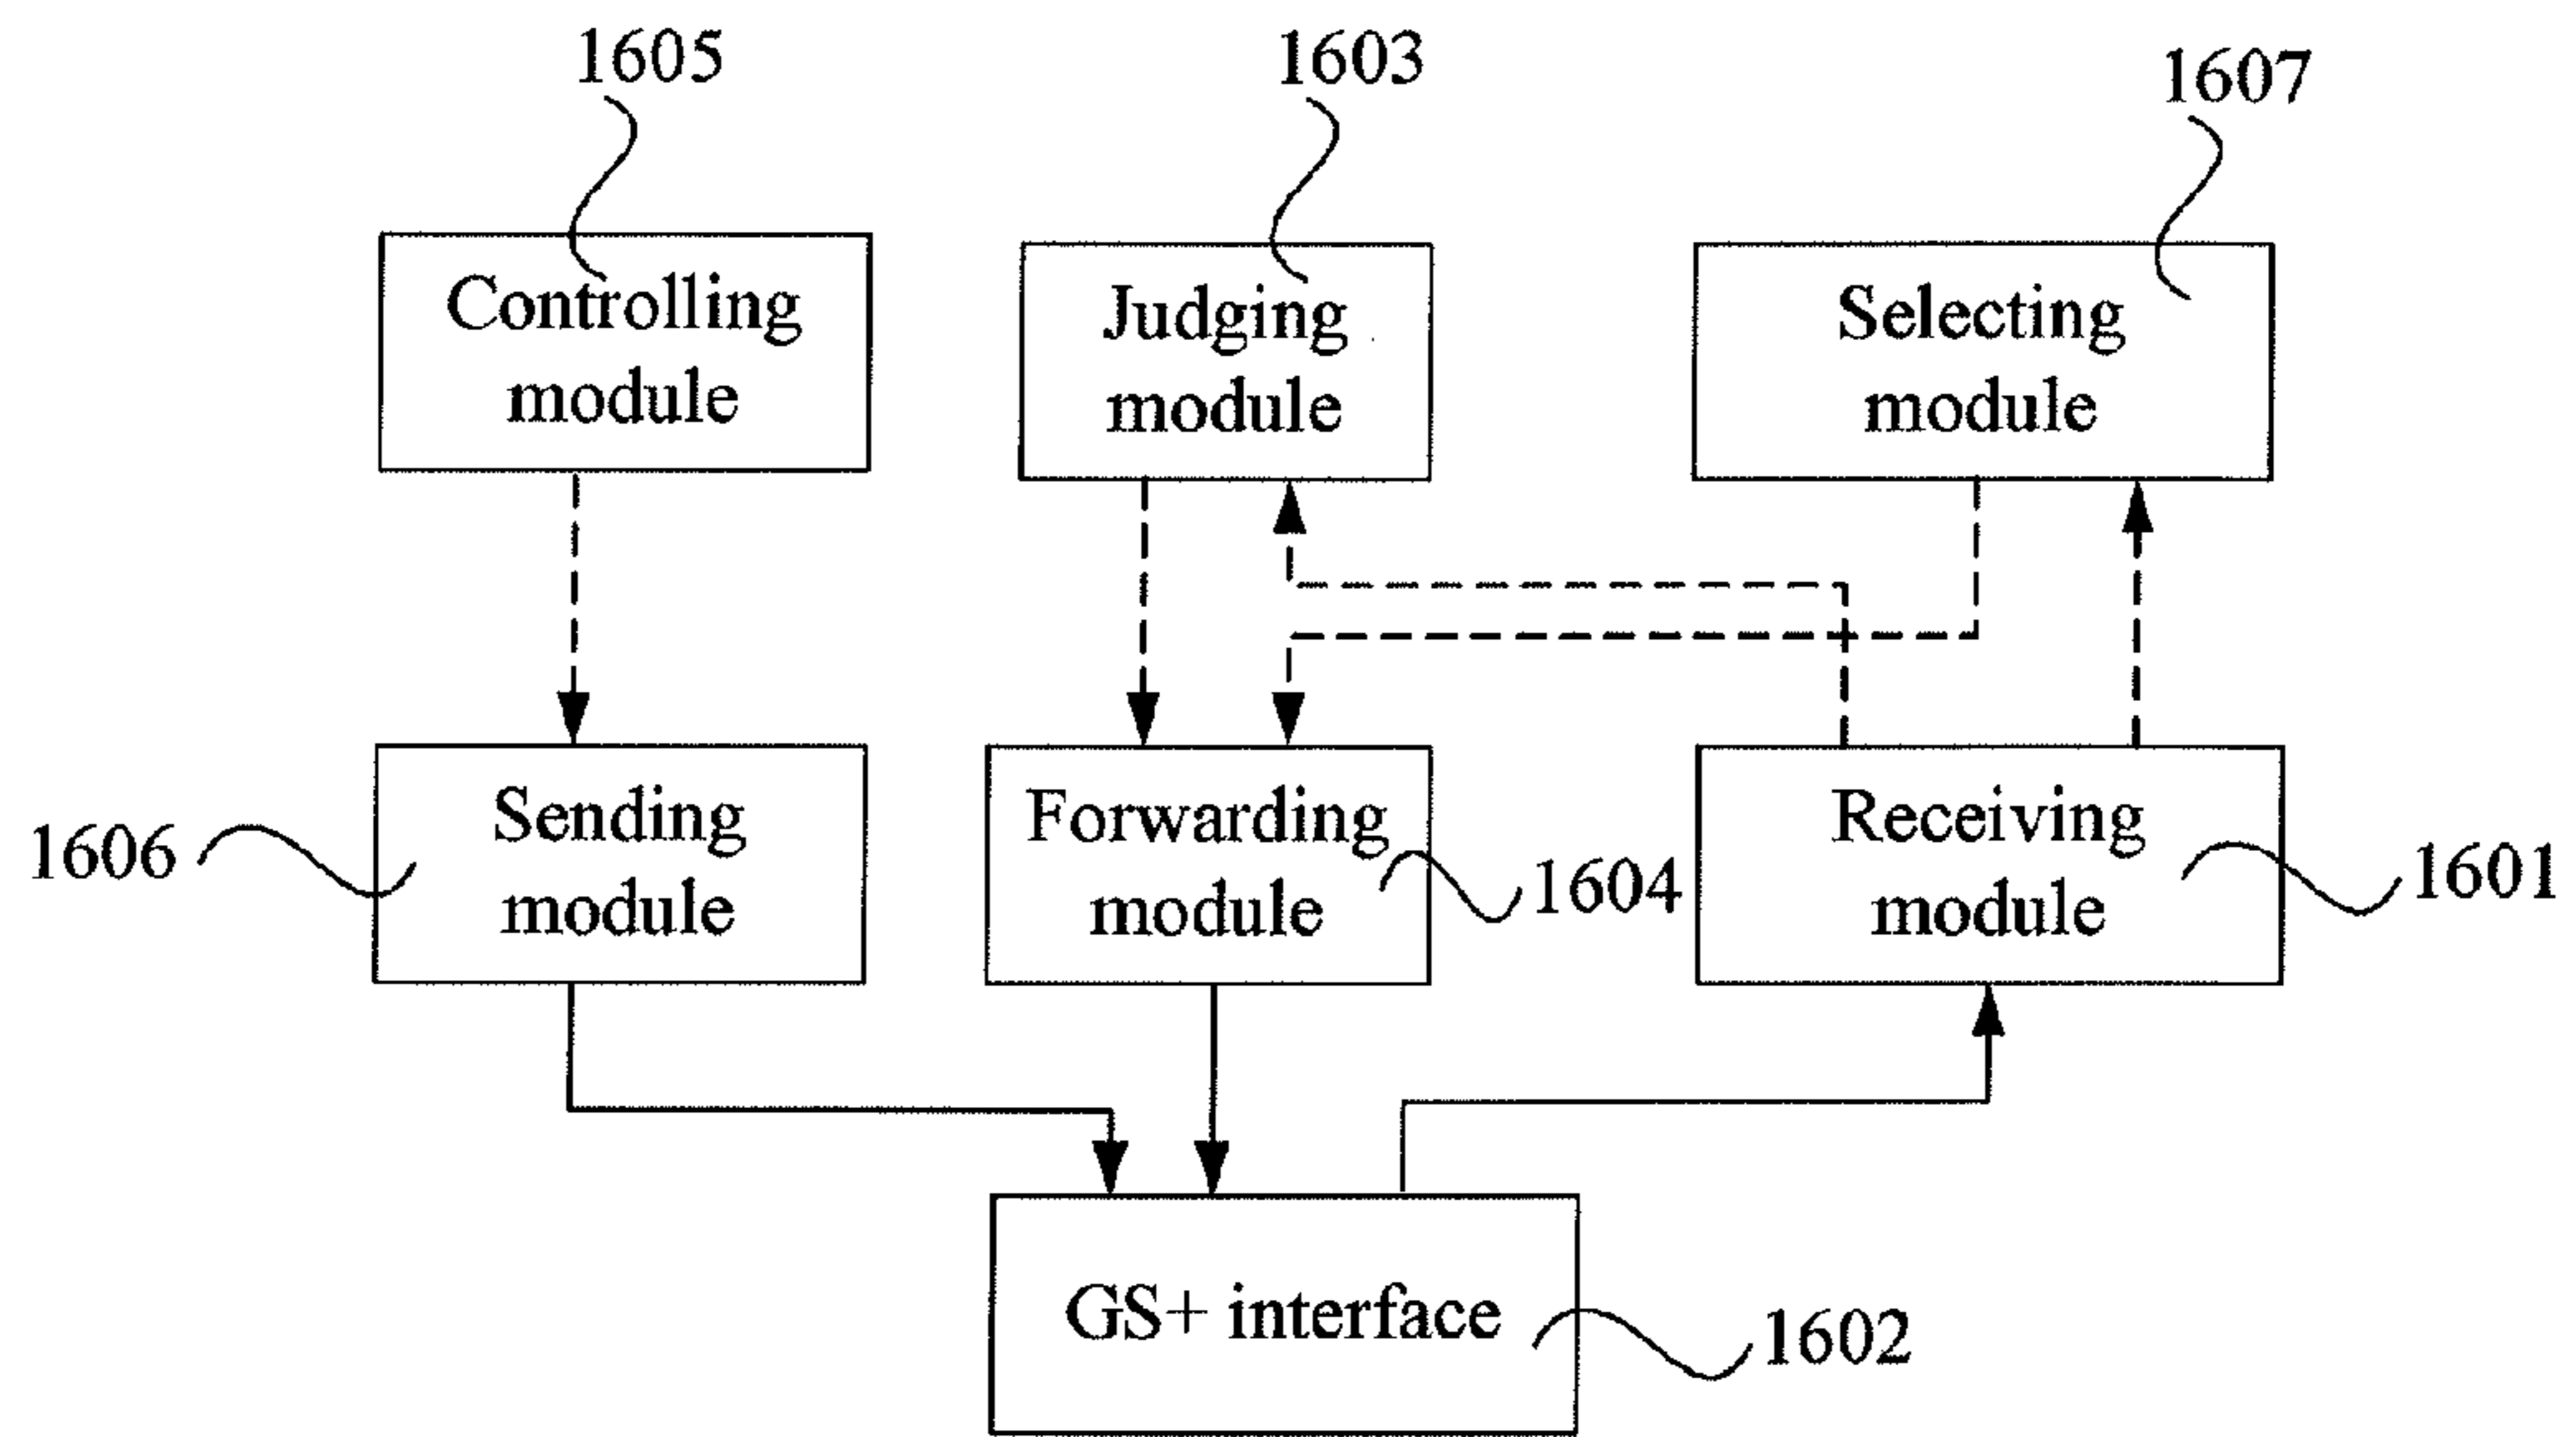 1605
1603
1607
Controlling
module
Judging
module
Selecting
module
1606
Sending
module
Forwarding
module
1604
Receiving
module
1601
GS+ interface
1602